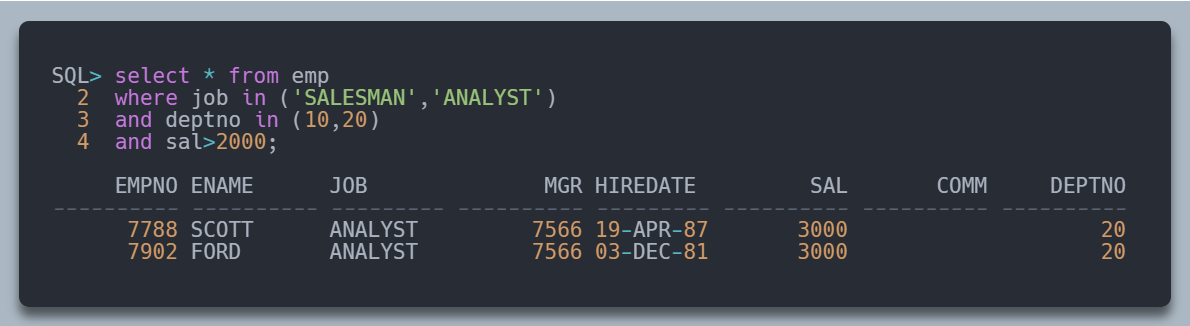 SQL> select * from emp
  2  where job in ('SALESMAN','ANALYST')
  3  and deptno in (10,20)
  4  and sal>2000;

     EMPNO ENAME      JOB              MGR HIREDATE         SAL       COMM     DEPTNO
---------- ---------- --------- ---------- --------- ---------- ---------- ----------
      7788 SCOTT      ANALYST         7566 19-APR-87       3000                    20
      7902 FORD       ANALYST         7566 03-DEC-81       3000                    20